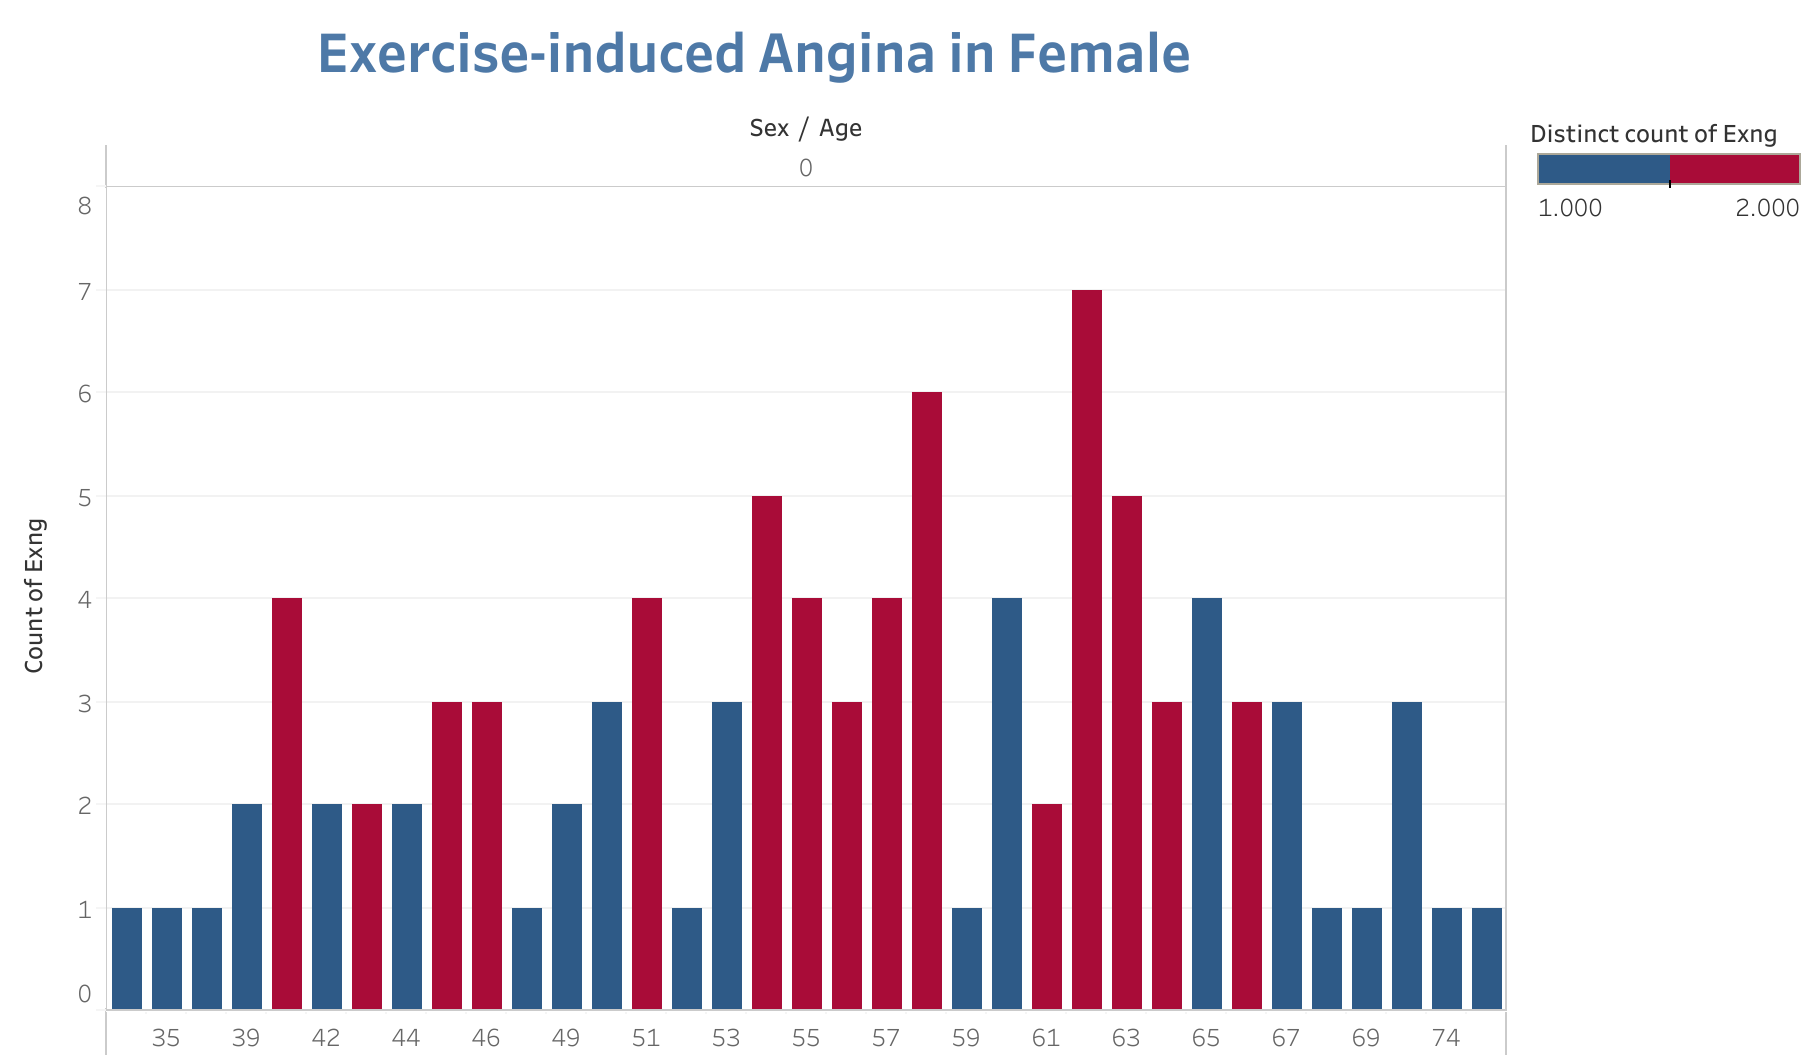 Exercise-induced Angina in Female
Sex / Age
0
Distinct count of Exng
1.000 2.000
Count of Exng
8
7
6
5
4
3
2
1
0
35 39 42 44 46 49 51 53 55 57 59 61 63 65 67 69 74